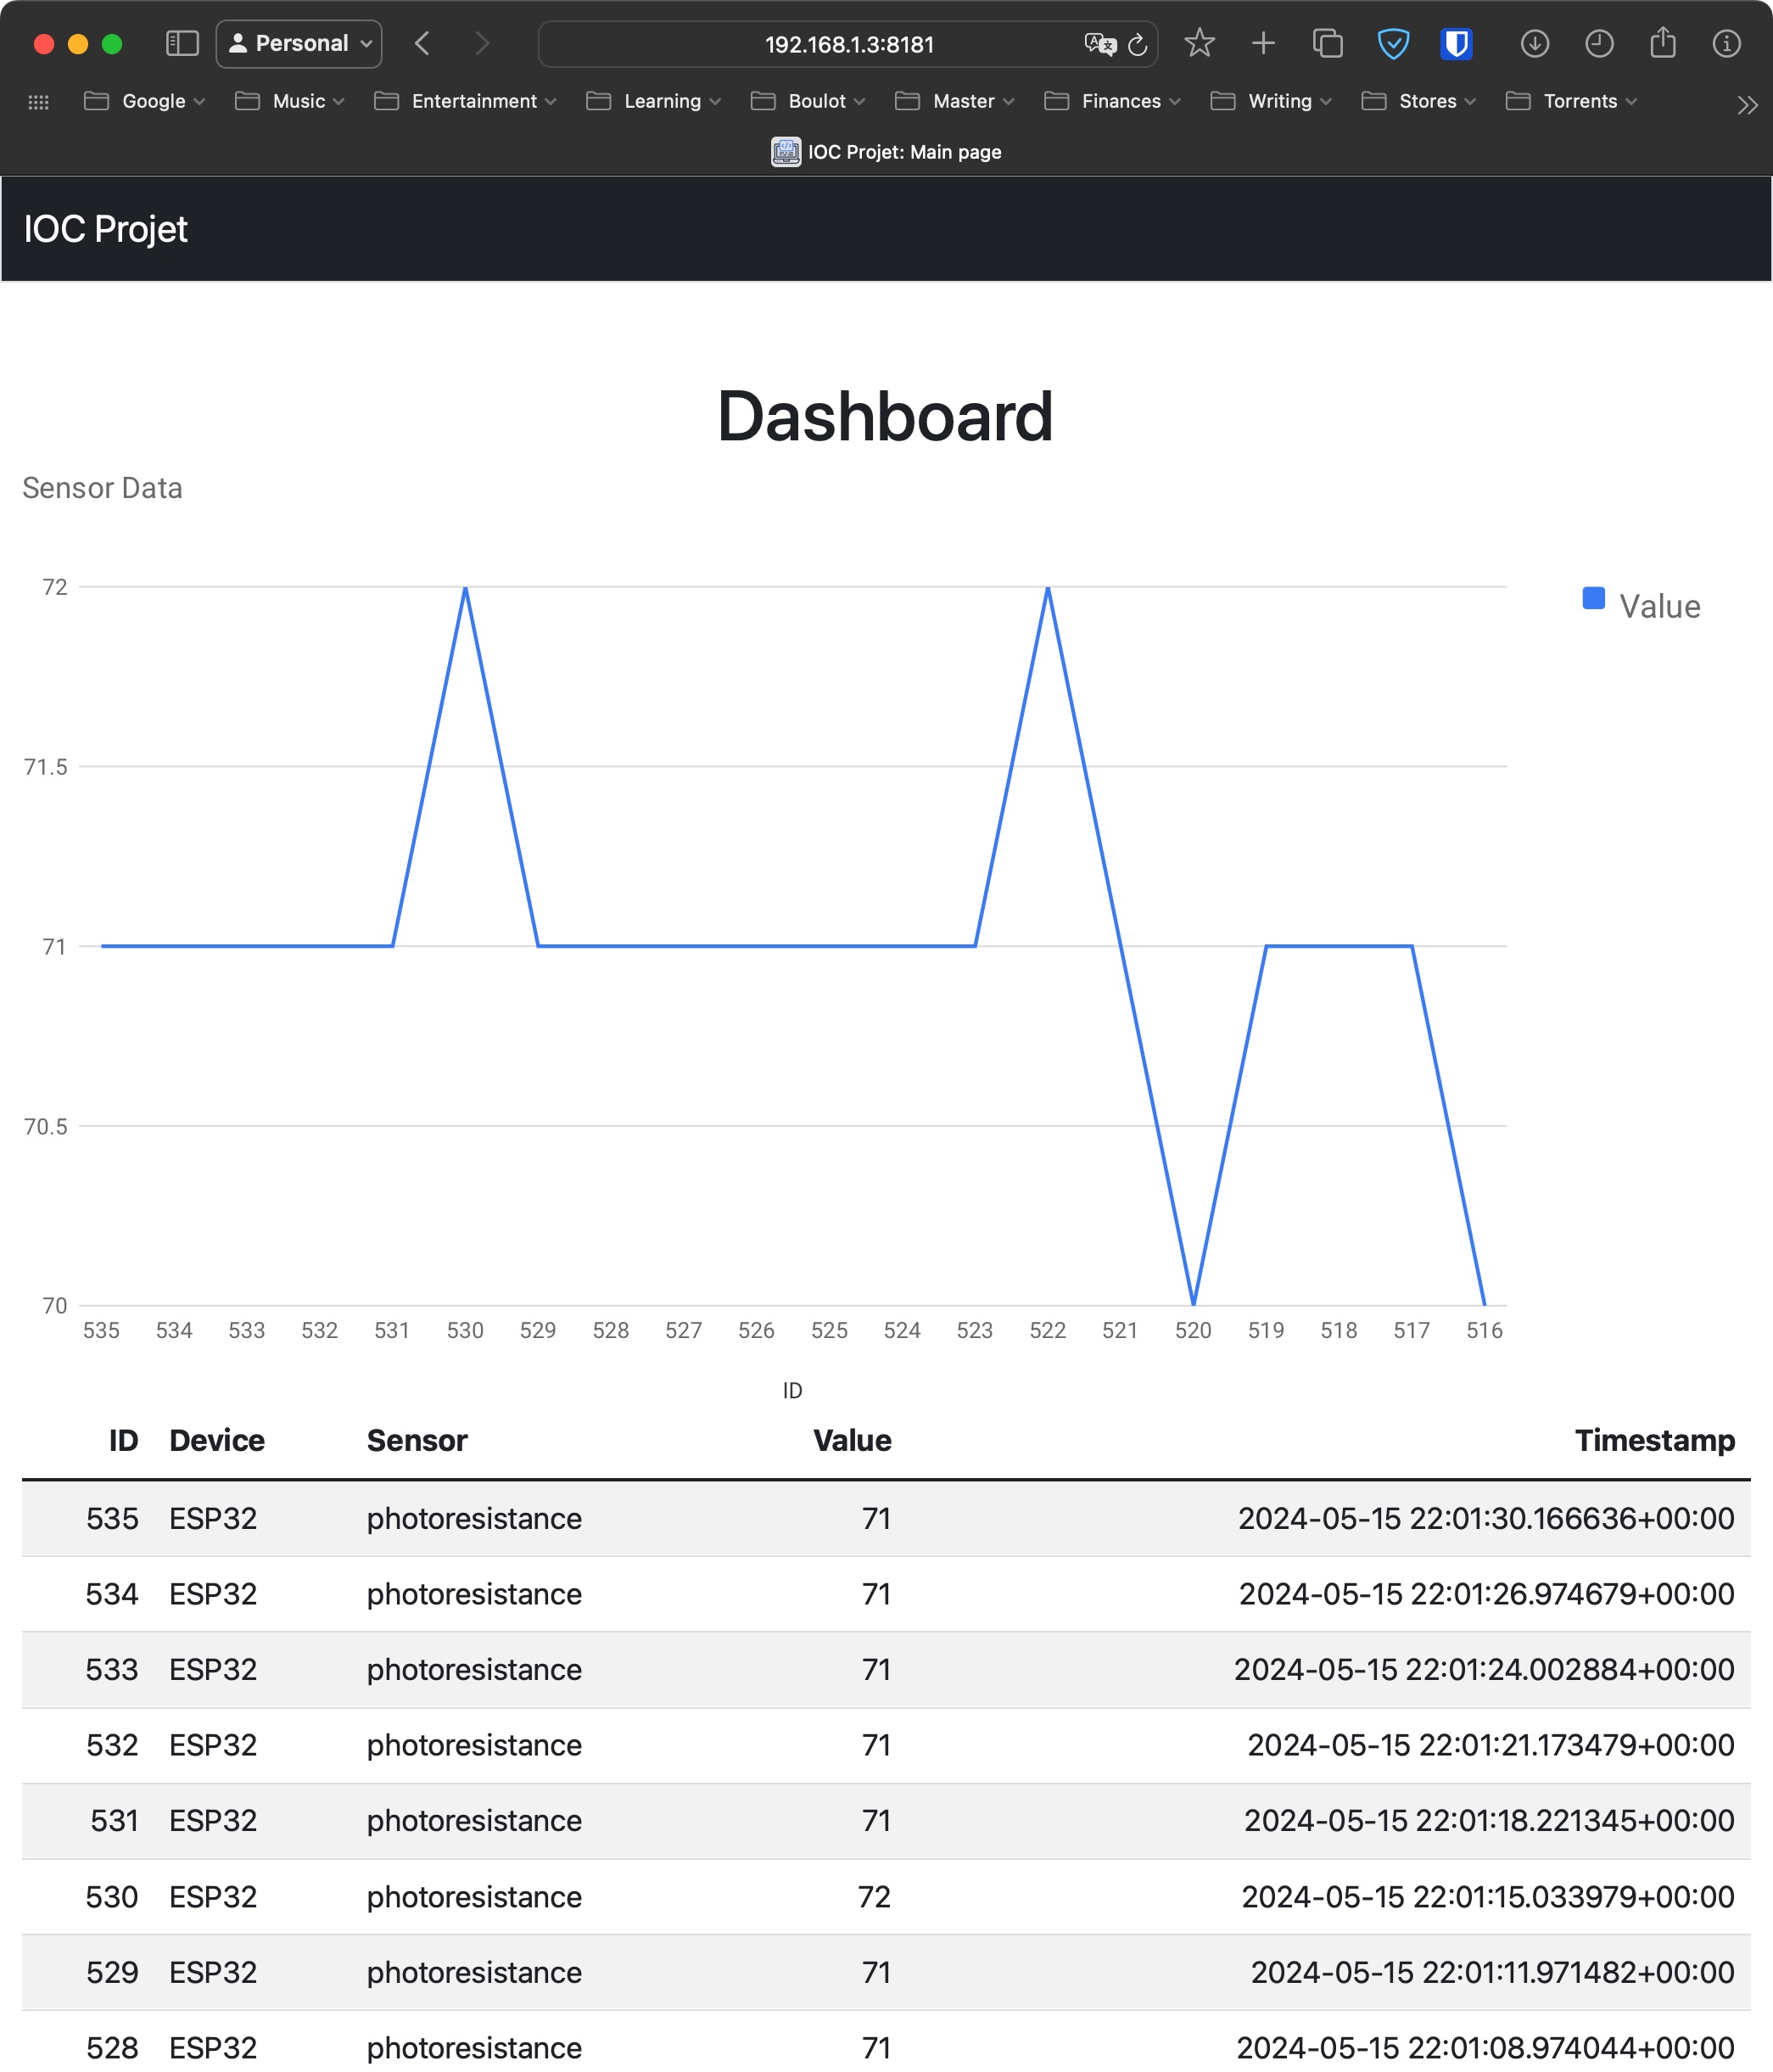 Personal 192.168.1.3:8181
Google Music Entertainment Learning Boulot Master Finances Writing Stores Torrents
IOC Projet: Main page
IOC Projet
Dashboard
Sensor Data
72
Value
71.5
71
70.5
70
535 534 533 532 531 530 529 528 527 526 525 524 523 522 521 520 519 518 517 516
ID
ID Device Sensor Value Timestamp
535 ESP32 photoresistance 71 2024-05-15 22:01:30.166636+00:00
534 ESP32 photoresistance 71 2024-05-15 22:01:26.974679+00:00
533 ESP32 photoresistance 71 2024-05-15 22:01:24.002884+00:00
532 ESP32 photoresistance 71 2024-05-15 22:01:21.173479+00:00
531 ESP32 photoresistance 71 2024-05-15 22:01:18.221345+00:00
530 ESP32 photoresistance 72 2024-05-15 22:01:15.033979+00:00
529 ESP32 photoresistance 71 2024-05-15 22:01:11.971482+00:00
528 ESP32 photoresistance 71 2024-05-15 22:01:08.974044+00:00